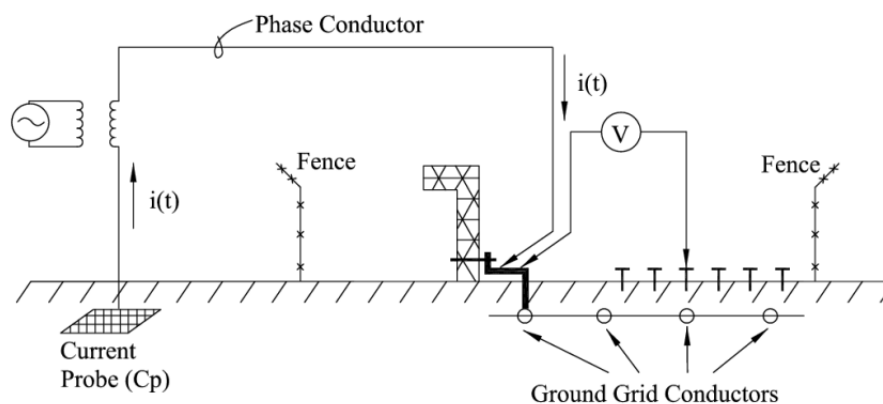 Phase Conductor
i(t)
V
Fence
Fence
i(t)
Current
Probe (Cp)
Ground Grid Conductors